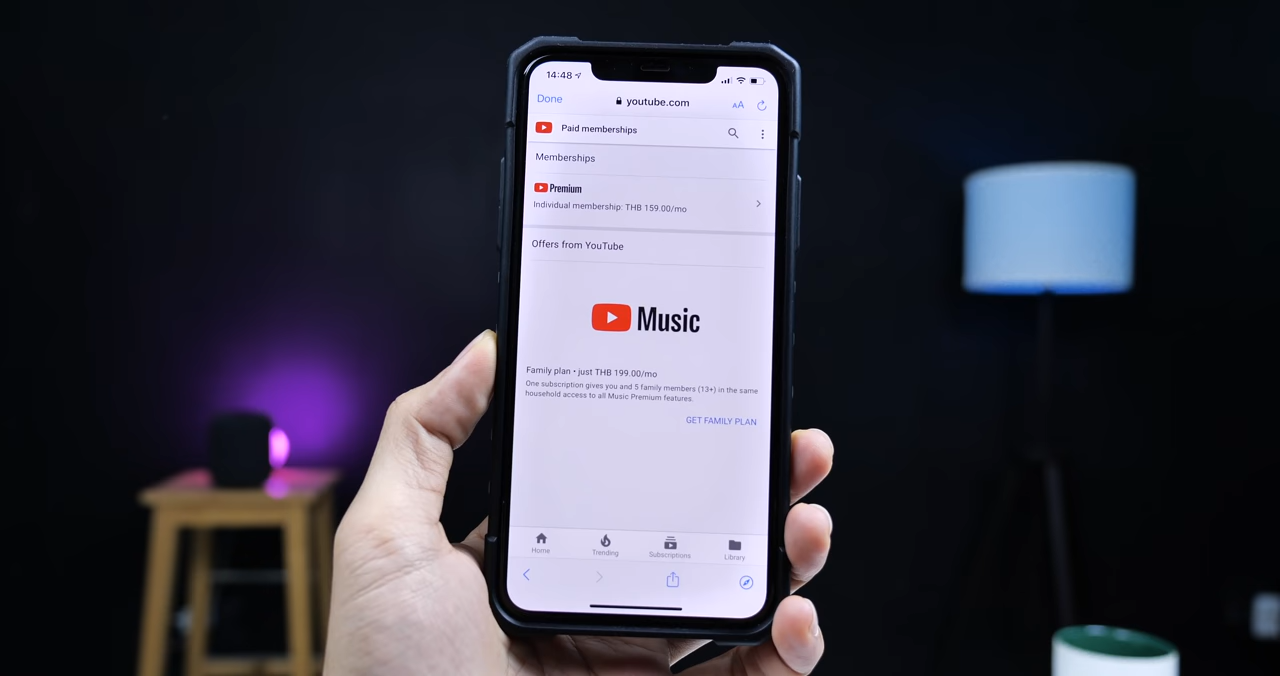 14:48
Done
youtube.com
AA
Paid memberships
Memberships
Premium
Individual membership: THB 159.00/mo
Offers from YouTube
Music
Family plan • just THB 199.00/mo
One subscription gives you and 5 family members (13+) in the same
household access to all Music Premium features.
GET FAMILY PLAN
Home
Trending
Subscriptions
Library